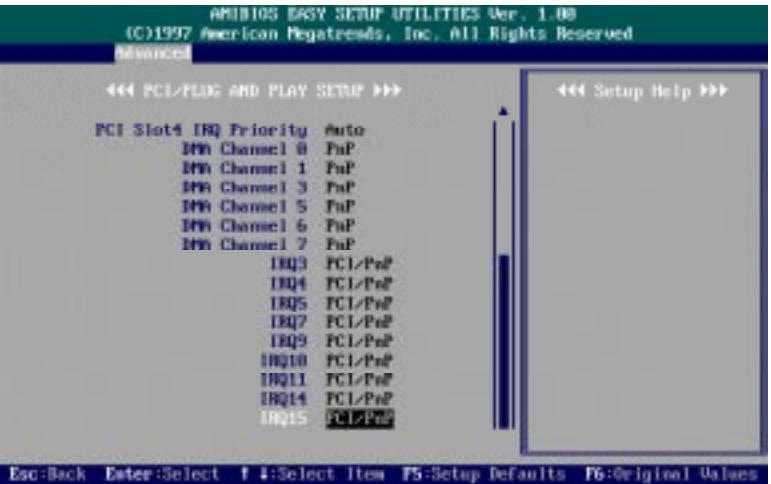 AMIBIOS EASY SETUP UTILITIES Ver. 1.00
(C)1997 American Megatrends, Inc. All Rights Reserved
Advanced
◄◄◄ PCI/PLUG AND PLAY SETUP ►►►
◄◄◄ Setup Help ►►►
PCI Slot4 IRQ Priority Auto
DMA Channel 0 PnP
DMA Channel 1 PnP
DMA Channel 3 PnP
DMA Channel 5 PnP
DMA Channel 6 PnP
DMA Channel 7 PnP
IRQ3 PCI/PnP
IRQ4 PCI/PnP
IRQ5 PCI/PnP
IRQ7 PCI/PnP
IRQ9 PCI/PnP
IRQ10 PCI/PnP
IRQ11 PCI/PnP
IRQ14 PCI/PnP
IRQ15 PCI/PnP
Esc:Back Enter:Select ↑ ↓:Select Item F5:Setup Defaults F6:Original Values